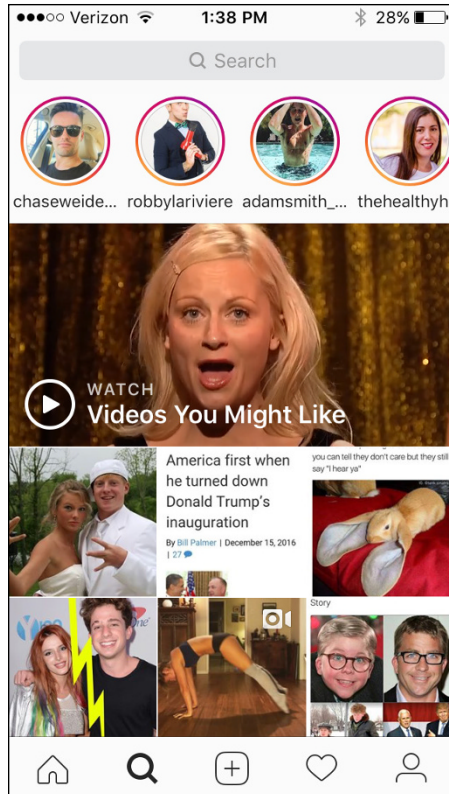 Verizon 1:38 PM 28%
Search
chaseweide... robbylariviere adamsmith_... thehealthyh
WATCH
Videos You Might Like
America first when
he turned down
Donald Trump's
inauguration
By Bill Palmer | December 15, 2016
| 27
you can tell they don't care but they still
say "I hear ya"
Story